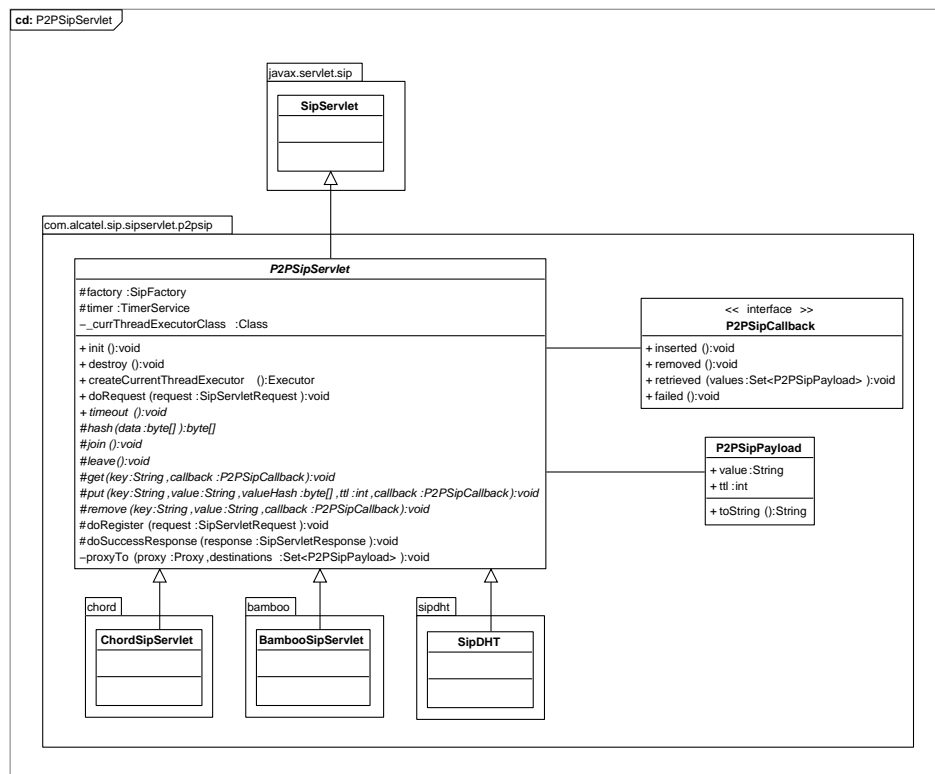 cd: P2PSipServlet
javax.servlet.sip
SipServlet
com.alcatel.sip.sipservlet.p2psip
P2PSipServlet
#factory :SipFactory
#timer :TimerService
–_currThreadExecutorClass :Class
+ init ():void
+ destroy ():void
+ createCurrentThreadExecutor ():Executor
+ doRequest (request :SipServletRequest ):void
+ timeout ():void
#hash (data :byte[] ):byte[]
#join ():void
#leave():void
#get (key:String ,callback :P2PSipCallback ):void
#put (key:String ,value :String ,valueHash :byte[] ,ttl :int ,callback :P2PSipCallback ):void
#remove (key:String ,value :String ,callback :P2PSipCallback ):void
#doRegister (request :SipServletRequest ):void
#doSuccessResponse (response :SipServletResponse ):void
–proxyTo (proxy :Proxy ,destinations :Set<P2PSipPayload> ):void
<< interface >>
P2PSipCallback
+ inserted ():void
+ removed ():void
+ retrieved (values :Set<P2PSipPayload> ):void
+ failed ():void
P2PSipPayload
+ value :String
+ ttl :int
+ toString ():String
chord
ChordSipServlet
bamboo
BambooSipServlet
sipdht
SipDHT